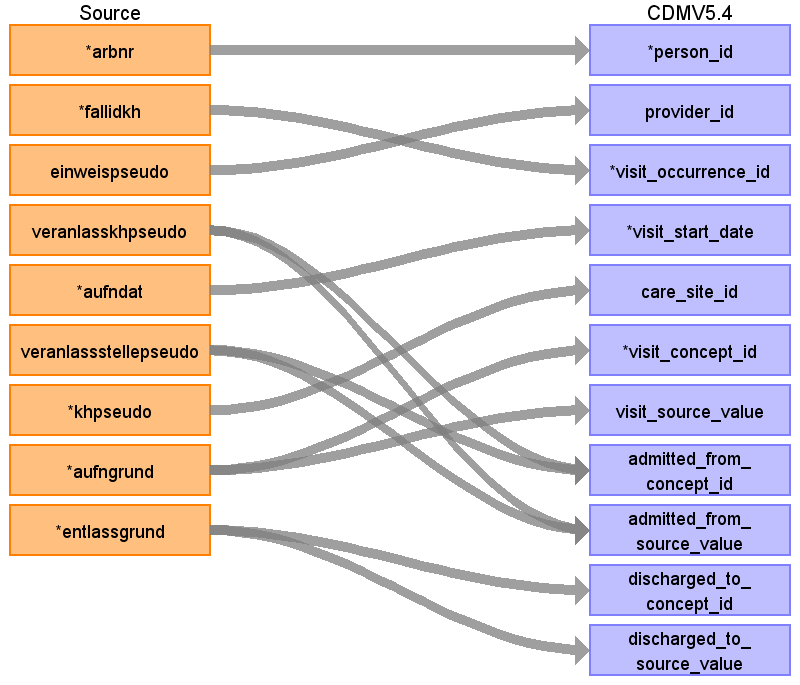 Source
CDMV5.4
*arbnr
*person_id
*fallidkh
provider_id
einweispseudo
*visit_occurrence_id
veranlasskhpseudo
*visit_start_date
*aufndat
care_site_id
veranlassstellepseudo
*visit_concept_id
*khpseudo
visit_source_value
*aufngrund
admitted_from_
concept_id
*entlassgrund
admitted_from_
source_value
discharged_to_
concept_id
discharged_to_
source_value